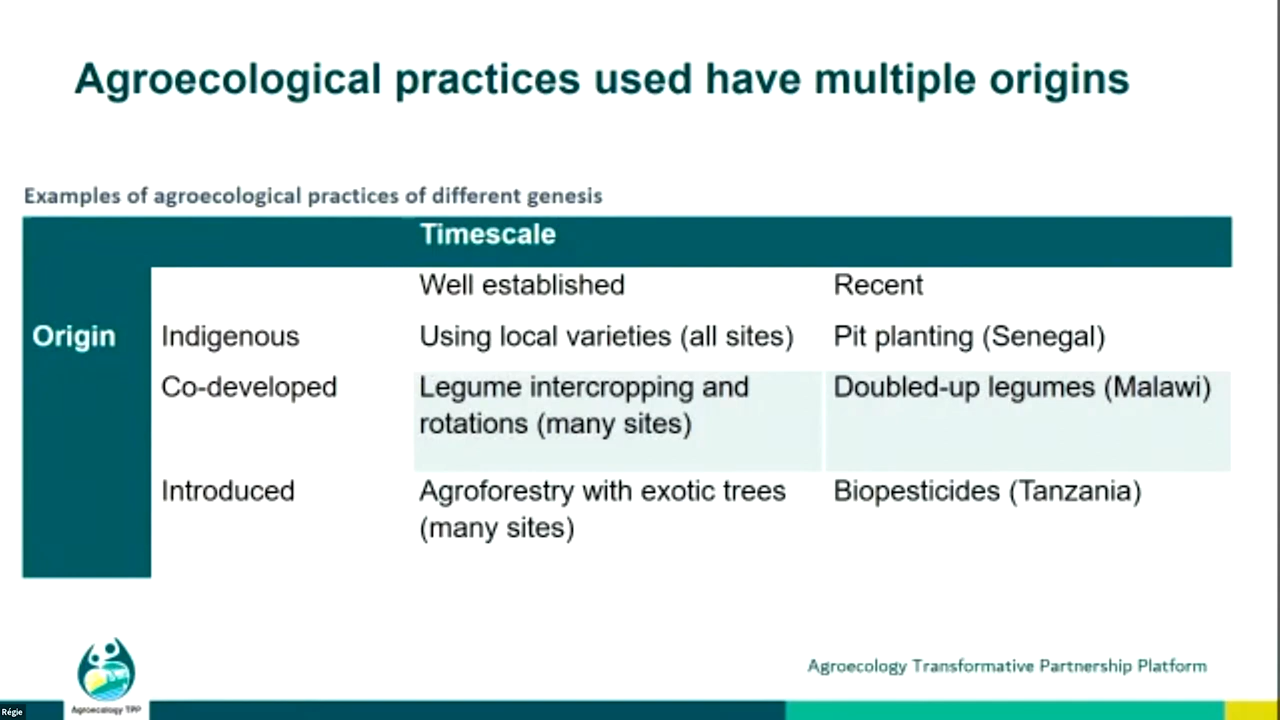 Agroecological practices used have multiple origins
Examples of agroecological practices of different genesis
Timescale
Well established
Recent
Origin
Indigenous
Using local varieties (all sites)
Pit planting (Senegal)
Co-developed
Legume intercropping and
rotations (many sites)
Doubled-up legumes (Malawi)
Introduced
Agroforestry with exotic trees
(many sites)
Biopesticides (Tanzania)
Agroecology Transformative Partnership Platform
Agroecology TPP
Régie